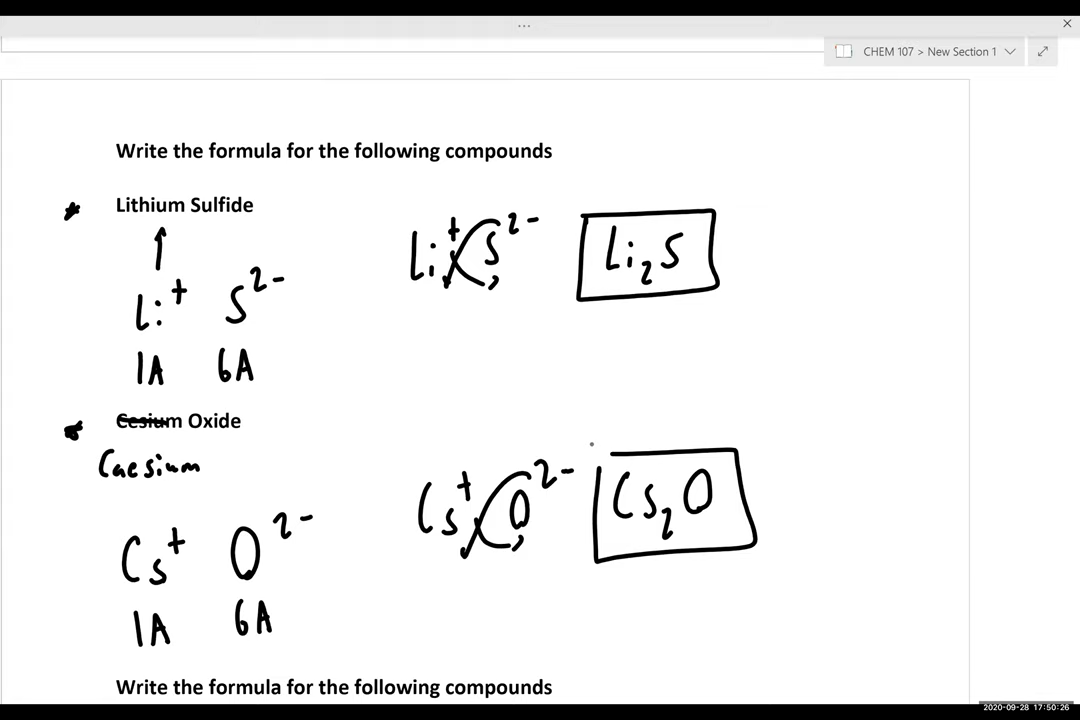 CHEM 107 > New Section 1
Write the formula for the following compounds
Lithium Sulfide
Li+ S2-
1A 6A
Li+ S2-
Li2S
Cesium Oxide
Caesium
Cs+ O2-
1A 6A
Cs+ O2-
Cs2O
Write the formula for the following compounds
2020-09-28 17:50:26